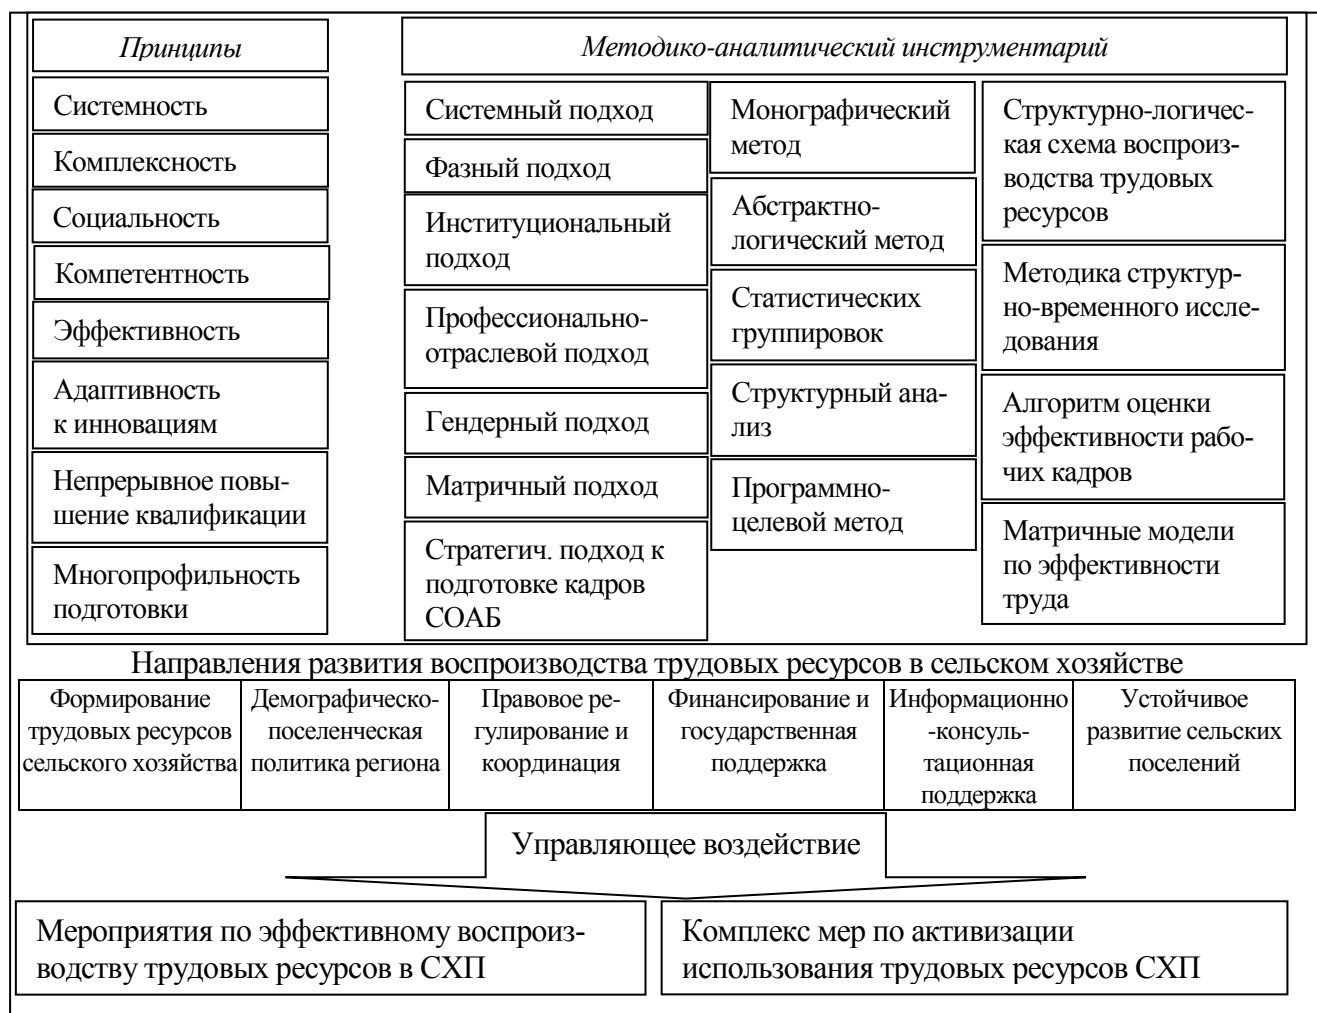 Принципы
Методико-аналитический инструментарий
Системность
Комплексность
Социальность
Компетентность
Эффективность
Адаптивность
к инновациям
Непрерывное повы-
шение квалификации
Многопрофильность
подготовки
Системный подход
Фазный подход
Институциональный
подход
Профессионально-
отраслевой подход
Гендерный подход
Матричный подход
Стратегич. подход к
подготовке кадров
СОАБ
Монографический
метод
Абстрактно-
логический метод
Статистических
группировок
Структурный ана-
лиз
Программно-
целевой метод
Структурно-логичес-
кая схема воспроиз-
водства трудовых
ресурсов
Методика структур-
но-временного иссле-
дования
Алгоритм оценки
эффективности рабо-
чих кадров
Матричные модели
по эффективности
труда
Направления развития воспроизводства трудовых ресурсов в сельском хозяйстве
Формирование
трудовых ресурсов
сельского хозяйства
Демографическо-
поселенческая
политика региона
Правовое ре-
гулирование и
координация
Финансирование и
государственная
поддержка
Информационно
-консуль-
тационная
поддержка
Устойчивое
развитие сельских
поселений
Управляющее воздействие
Мероприятия по эффективному воспроиз-
водству трудовых ресурсов в СХП
Комплекс мер по активизации
использования трудовых ресурсов СХП